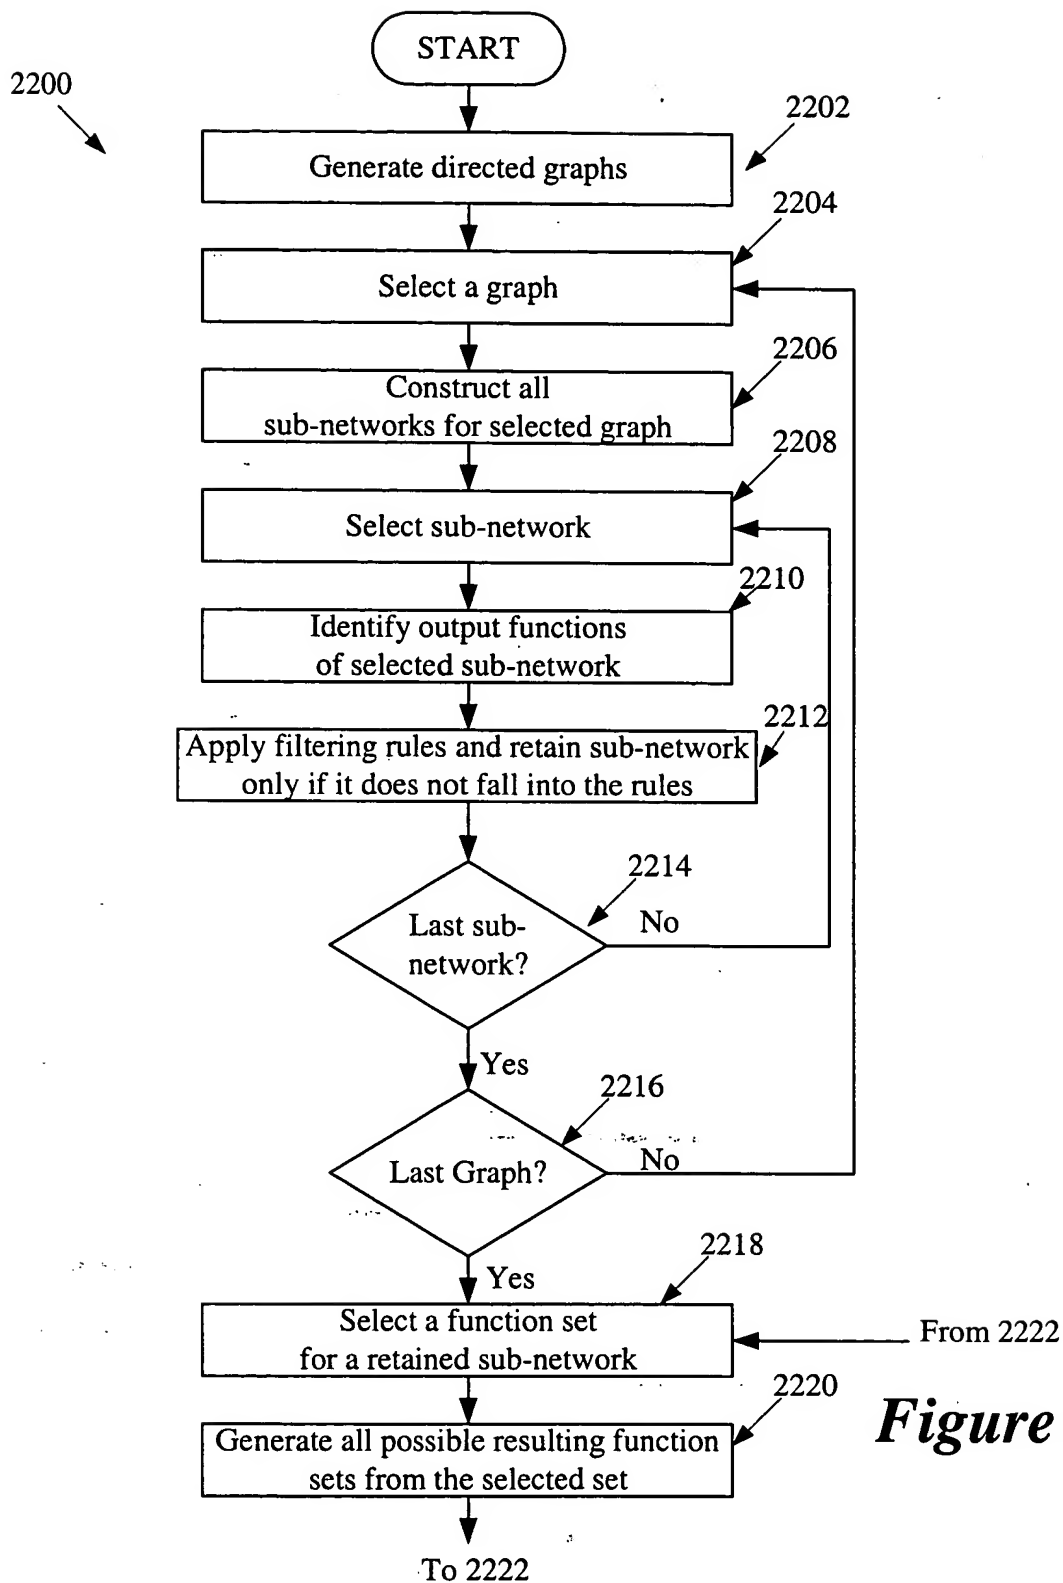 START
2200
2202
Generate directed graphs
2204
Select a graph
2206
Construct all
sub-networks for selected graph
2208
Select sub-network
2210
Identify output functions
of selected sub-network
2212
Apply filtering rules and retain sub-network
only if it does not fall into the rules
2214
Last sub-
network?
No
Yes
2216
Last Graph?
No
2218
Yes
Select a function set
for a retained sub-network
From 2222
2220
Generate all possible resulting function
sets from the selected set
Figure
To 2222